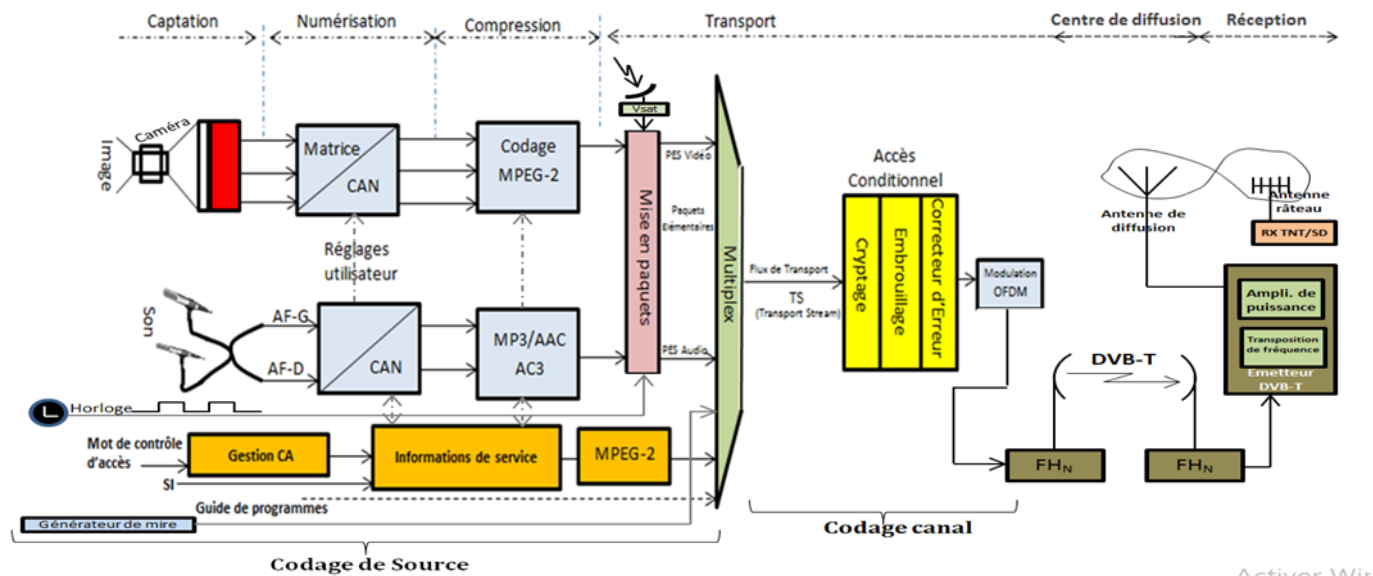 Captation
Numérisation
Compression
Transport
Centre de diffusion
Réception
Vsat
Caméra
Image
Matrice
CAN
Codage
MPEG-2
Mise en paquets
PES Vidéo
Paquets
Elémentaires
PES Audio
Multiplex
Réglages
utilisateur
Son
AF-G
AF-D
CAN
MP3/AAC
AC3
Flux de Transport
TS
(Transport Stream)
Accès
Conditionnel
Cryptage
Embrouillage
Correcteur d'Erreur
Modulation
OFDM
Antenne de
diffusion
Antenne
râteau
RX TNT/SD
Ampli. de
puissance
Transposition
de fréquence
Emetteur
DVB-T
DVB-T
FHN
FHN
Horloge
Mot de contrôle
d'accès
Gestion CA
Informations de service
MPEG-2
SI
Guide de programmes
Générateur de mire
Codage de Source
Codage canal